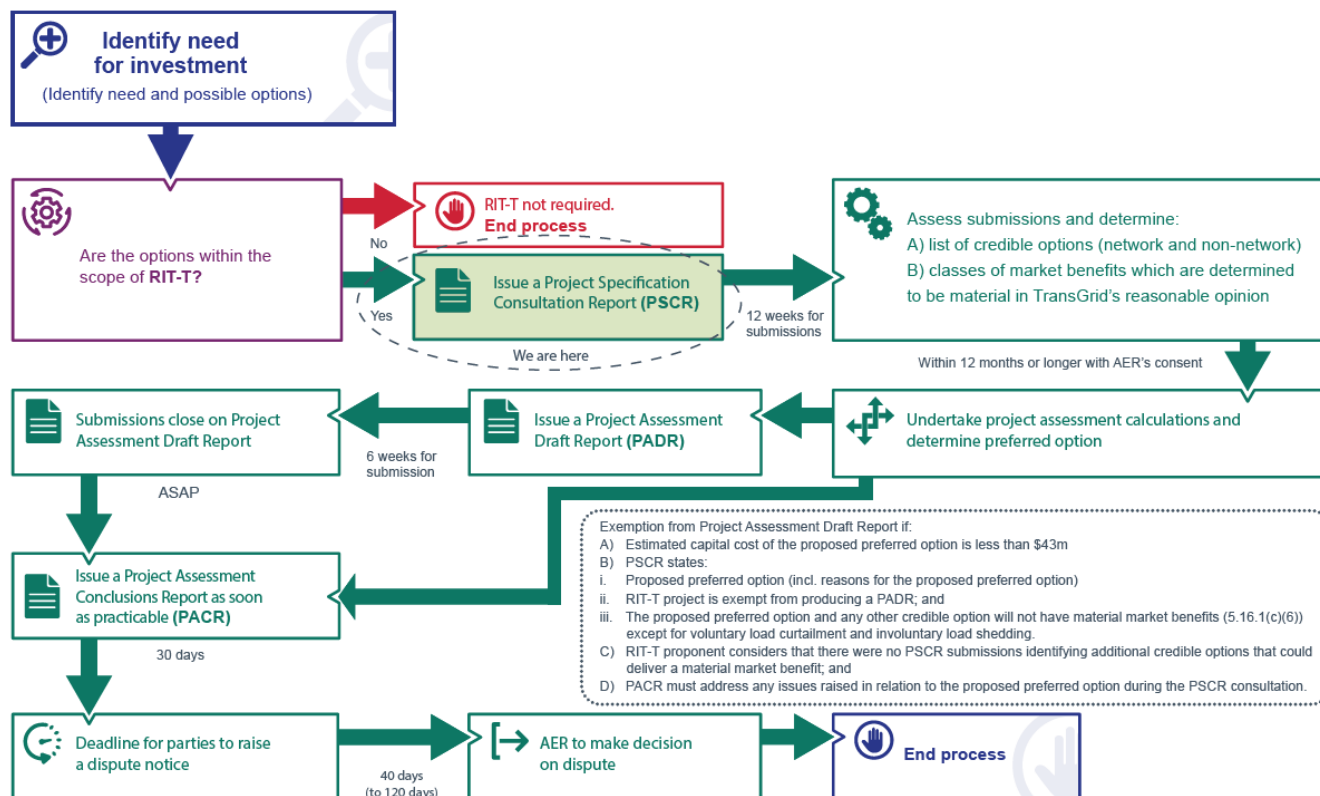 Identify need
for investment
(Identify need and possible options)
Are the options within the
scope of RIT-T?
No
Yes
RIT-T not required.
End process
Issue a Project Specification
Consultation Report (PSCR)
We are here
12 weeks for
submissions
Assess submissions and determine:
A) list of credible options (network and non-network)
B) classes of market benefits which are determined
to be material in TransGrid's reasonable opinion
Within 12 months or longer with AER's consent
Undertake project assessment calculations and
determine preferred option
Issue a Project Assessment
Draft Report (PADR)
6 weeks for
submission
Submissions close on Project
Assessment Draft Report
ASAP
Exemption from Project Assessment Draft Report if:
A) Estimated capital cost of the proposed preferred option is less than $43m
B) PSCR states:
i. Proposed preferred option (incl. reasons for the proposed preferred option)
ii. RIT-T project is exempt from producing a PADR; and
iii. The proposed preferred option and any other credible option will not have material market benefits (5.16.1(c)(6))
except for voluntary load curtailment and involuntary load shedding.
C) RIT-T proponent considers that there were no PSCR submissions identifying additional credible options that could
deliver a material market benefit; and
D) PACR must address any issues raised in relation to the proposed preferred option during the PSCR consultation.
Issue a Project Assessment
Conclusions Report as soon
as practicable (PACR)
30 days
Deadline for parties to raise
a dispute notice
40 days
(to 120 days)
AER to make decision
on dispute
End process